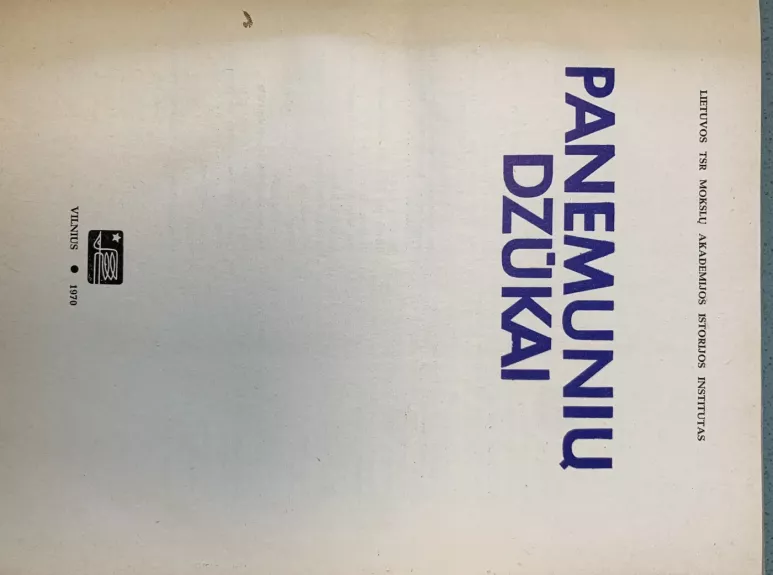 LIETUVOS TSR MOKSLŲ AKADEMIJOS ISTORIJOS INSTITUTAS
PANEMUNIŲ
DZŪKAI
VILNIUS ● 1970